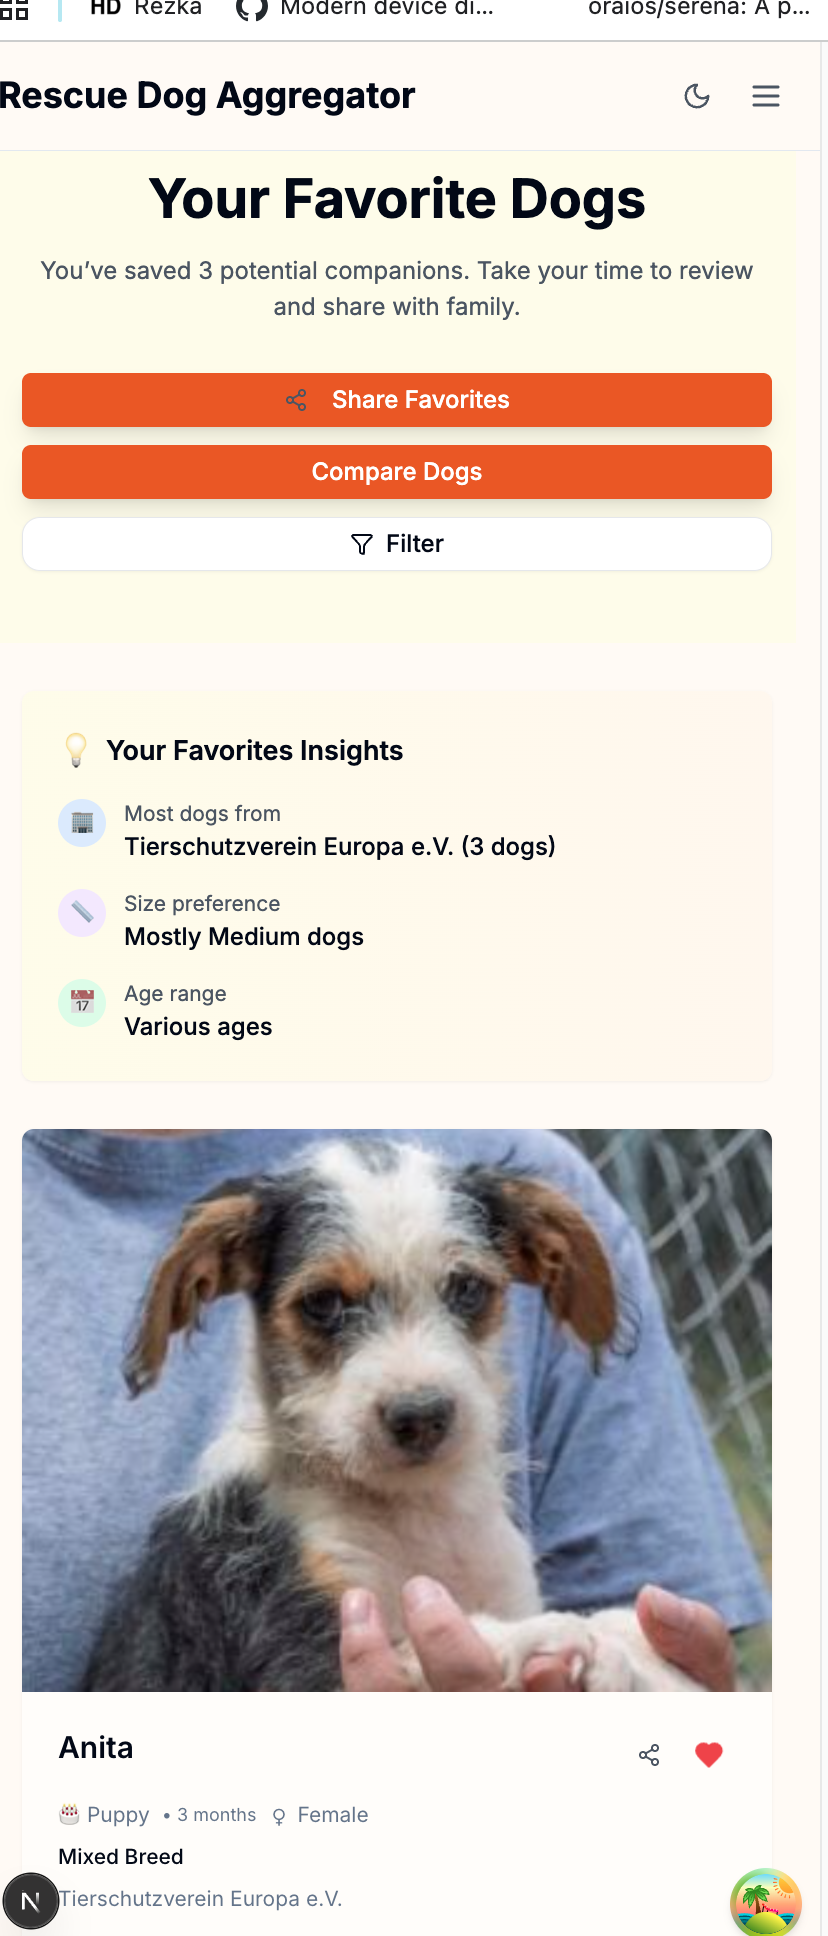 HD Rezka Modern device di... oraios/serena: A p...
Rescue Dog Aggregator
Your Favorite Dogs
You’ve saved 3 potential companions. Take your time to review
and share with family.
Share Favorites
Compare Dogs
Filter
Your Favorites Insights
Most dogs from
Tierschutzverein Europa e.V. (3 dogs)
Size preference
Mostly Medium dogs
17
Age range
Various ages
Anita
Puppy • 3 months ♀ Female
Mixed Breed
N Tierschutzverein Europa e.V.